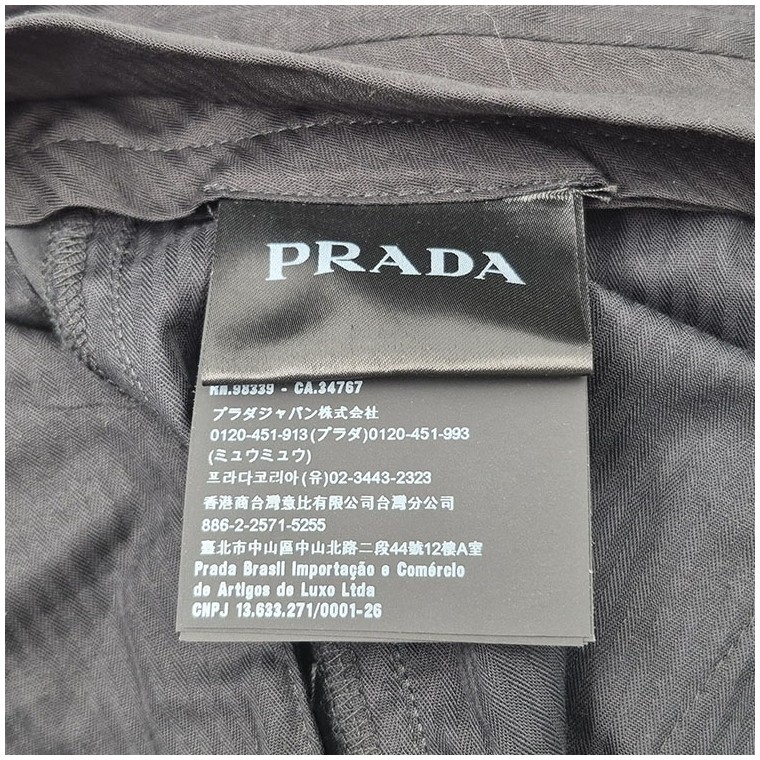 PRADA
RN.98339 - CA.34767
プラダジャパン株式会社
0120-451-913(プラダ)0120-451-993
(ミュウミュウ)
프라다코리아(유)02-3443-2323
香港商台灣意比有限公司台灣分公司
886-2-2571-5255
臺北市中山區中山北路二段44號12樓A室
Prada Brasil Importação e Comércio
de Artigos de Luxo Ltda
CNPJ 13.633.271/0001-26